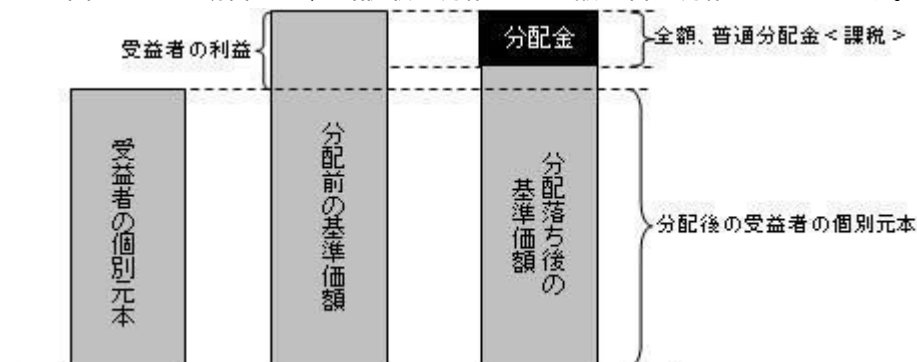 受益者の利益
分配金
全額、普通分配金＜課税＞
受益者の個別元本
分配前の基準価額
分配落ち後の
基準価額
分配後の受益者の個別元本